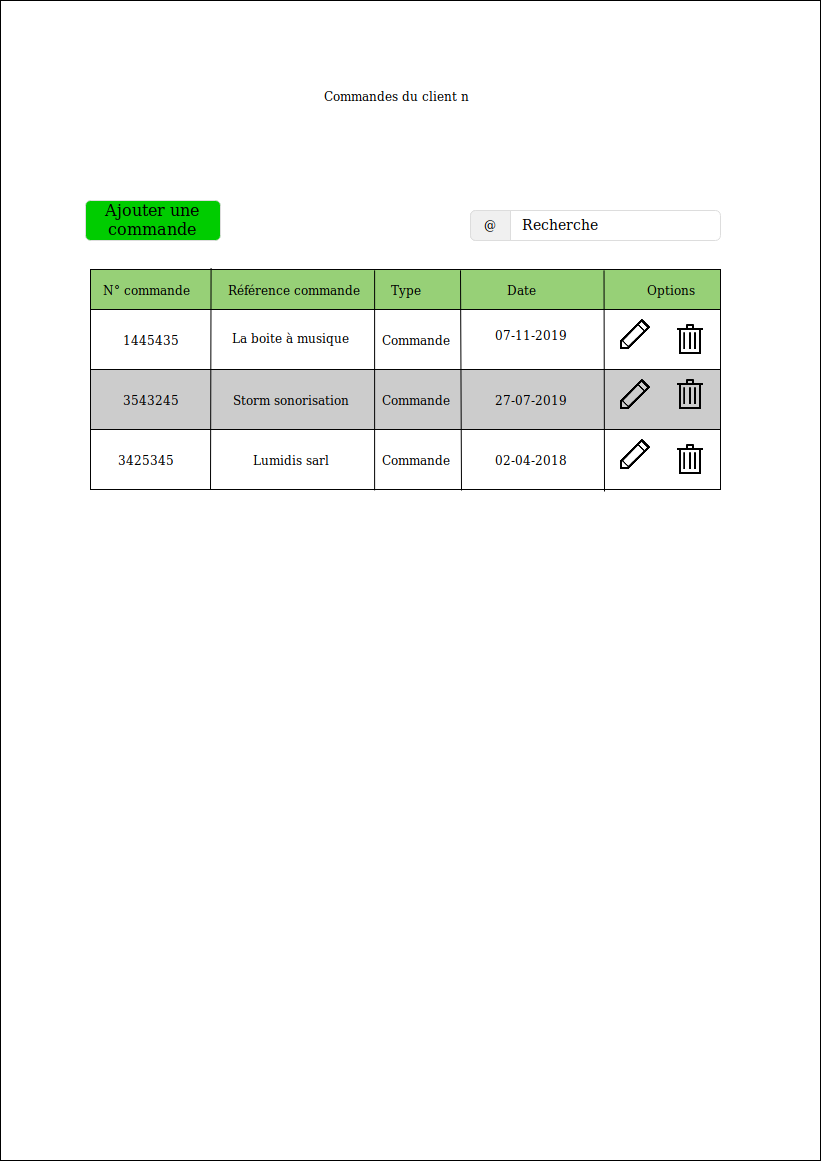 Commandes du client n
Ajouter une
commande
@ Recherche
N° commande Référence commande Type Date Options
1445435 La boite à musique Commande 07-11-2019
3543245 Storm sonorisation Commande 27-07-2019
3425345 Lumidis sarl Commande 02-04-2018